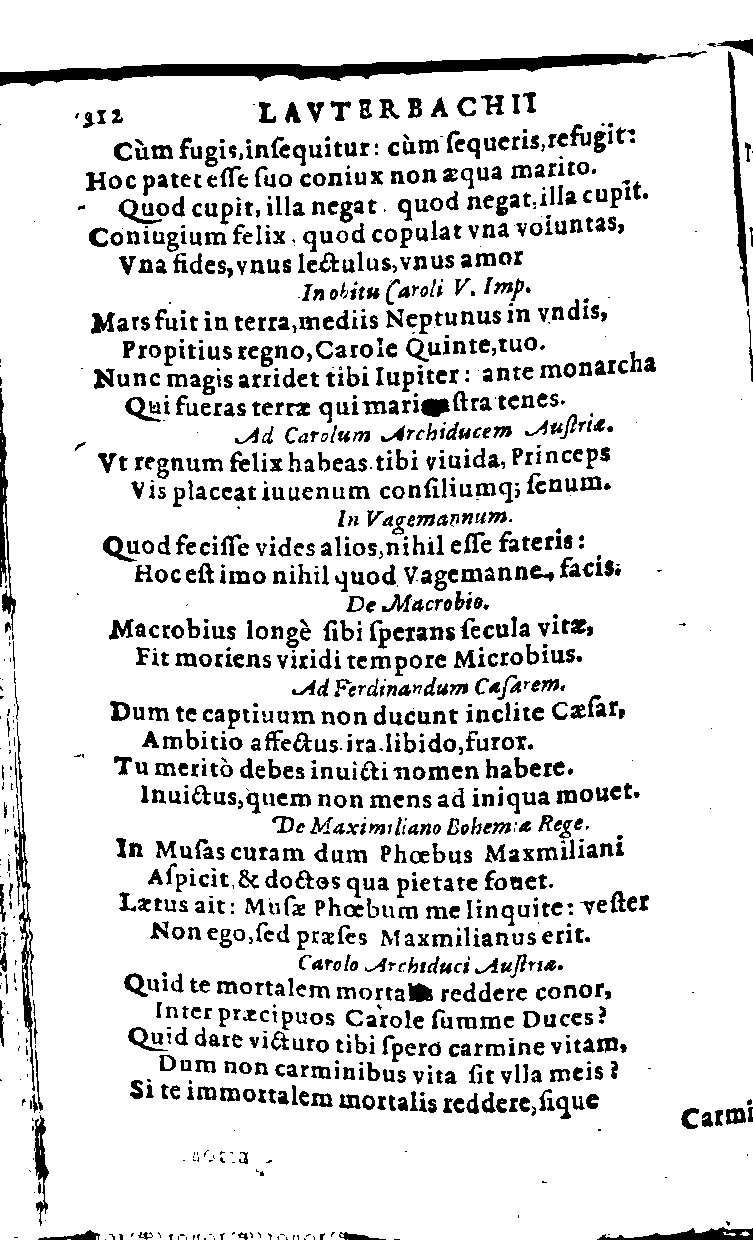 312 LAVTERBACHII
Cùm fugis,inſequitur: cùm ſequeris,refugit:
Hoc patet eſſe ſuo coniux non æqua marito.
Quod cupit, illa negat. quod negat,illa cupit.
Coniugium felix, quod copulat vna voluntas,
Vna fides,vnus lectulus,vnus amor
In obitu Caroli V. Imp.
Mars fuit in terra,mediis Neptunus in vndis,
Propitius regno,Carole Quinte,tuo.
Nunc magis arridet tibi Iupiter: ante monarcha
Qui fueras terræ qui mari ſtra tenes.
Ad Carolum Archiducem Auſtriæ.
Vt regnum felix habeas.tibi viuida, Princeps
Vis placeat iuuenum conſiliumq; ſenum.
In Vagemannum.
Quod feciſſe vides alios,nihil eſſe fateris:
Hoc eſt imo nihil quod Vagemanne, facis.
De Macrobio.
Macrobius longè ſibi ſperans ſecula vitæ,
Fit moriens viridi tempore Microbius.
Ad Ferdinandum Cæſarem.
Dum te captiuum non ducunt inclite Cæſar,
Ambitio affectus.ira.libido,furor.
Tu meritò debes inuicti nomen habere.
Inuictus,quem non mens ad iniqua mouet.
De Maximiliano Bohemiæ Rege.
In Muſas curam dum Phœbus Maxmiliani
Aſpicit,& doctos qua pietate fouet.
Lætus ait: Muſæ Phœbum me linquite: veſter
Non ego,ſed præſes Maxmilianus erit.
Carolo Archiduci Auſtriæ.
Quid te mortalem reddere conor,
Inter præcipuos Carole ſumme Duces?
Quid dare victuro tibi ſpero carmine vitam,
Dum non carminibus vita ſit vlla meis?
Si te immortalem mortalis reddere,ſique
Carmi